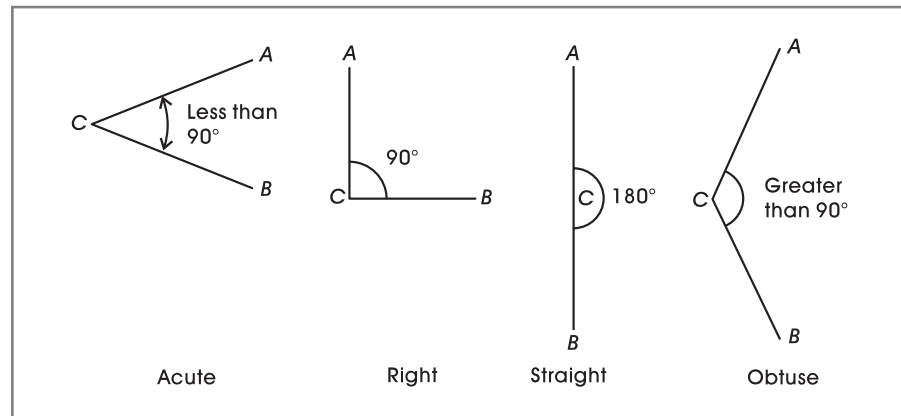 A
C
Less than
90°
B
A
90°
C
B
A
C
180°
B
A
C
Greater
than 90°
B
Acute
Right
Straight
Obtuse